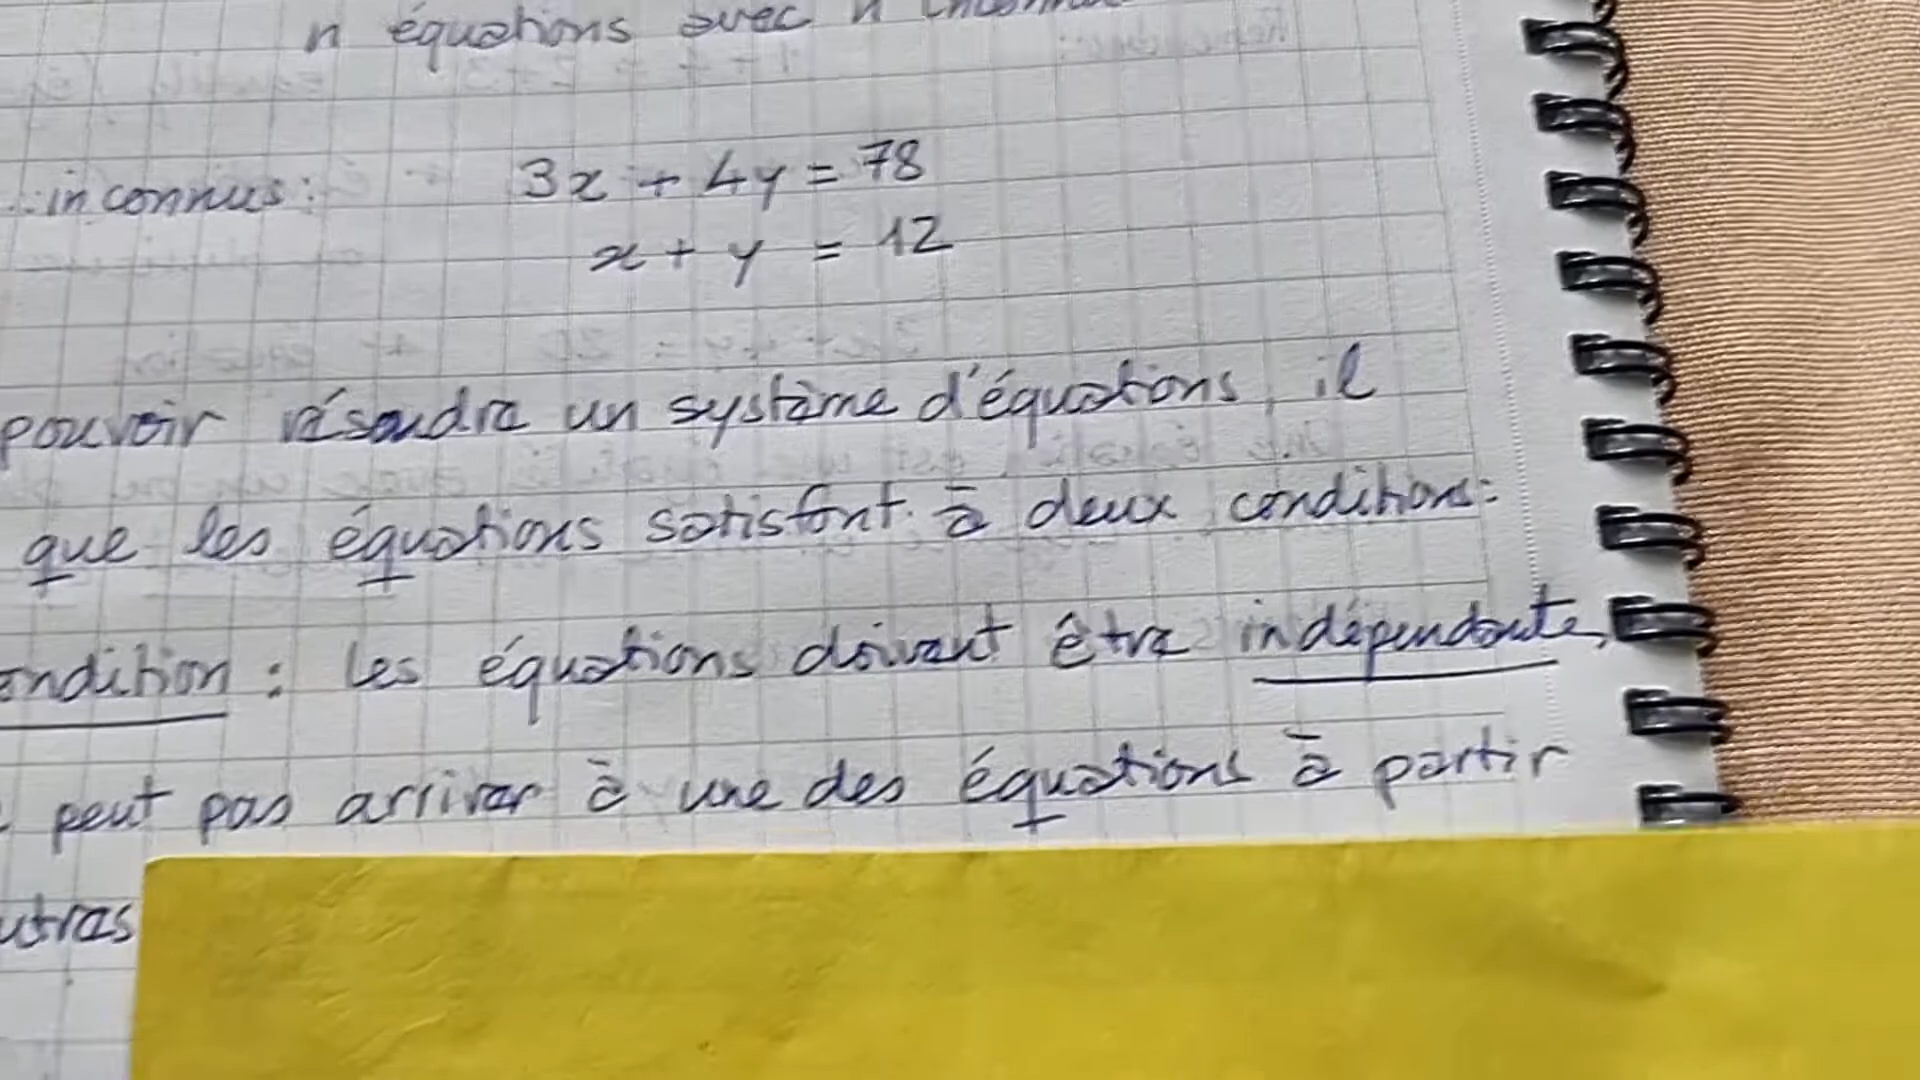 n équations avec n
inconnus: 3x + 4y = 78
x + y = 12
pouvoir résoudre un système d'équations, il
que les équations satisfont à deux conditions:
ondition: les équations doivent être indépendante,
peut pas arriver à une des équations à partir
utres